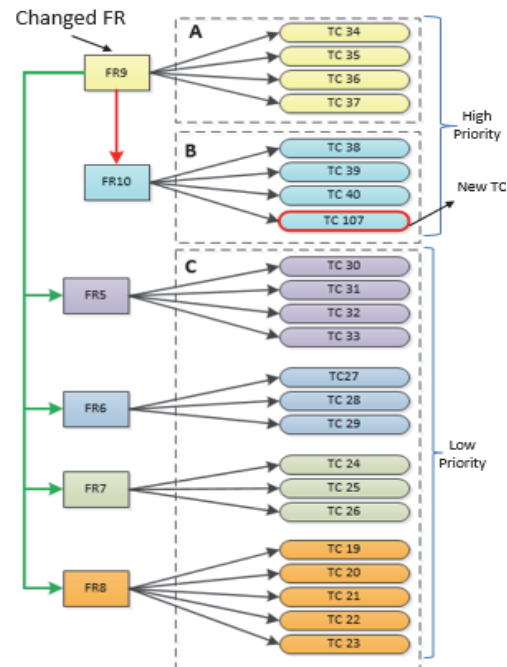 Changed FR
A
TC 34
FR9
TC 35
TC 36
TC 37
High
Priority
B
TC 38
FR10
TC 39
TC 40
New TC
TC 107
C
TC 30
FR5
TC 31
TC 32
TC 33
TC27
FR6
TC 28
TC 29
Low
Priority
TC 24
FR7
TC 25
TC 26
TC 19
FR8
TC 20
TC 21
TC 22
TC 23